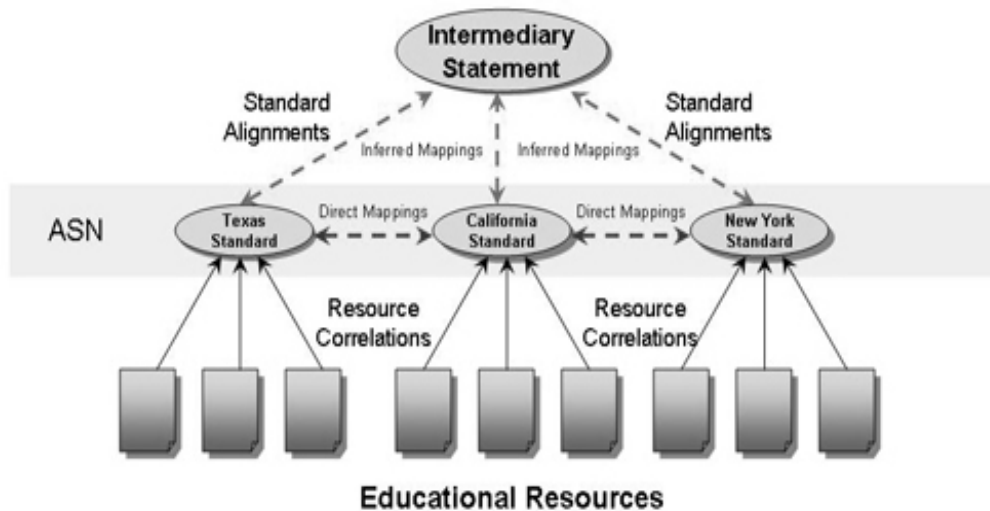 Intermediary
Statement
Standard
Alignments
Standard
Alignments
Inferred Mappings
Inferred Mappings
ASN
Texas
Standard
Direct Mappings
California
Standard
Direct Mappings
New York
Standard
Resource
Correlations
Resource
Correlations
Educational Resources